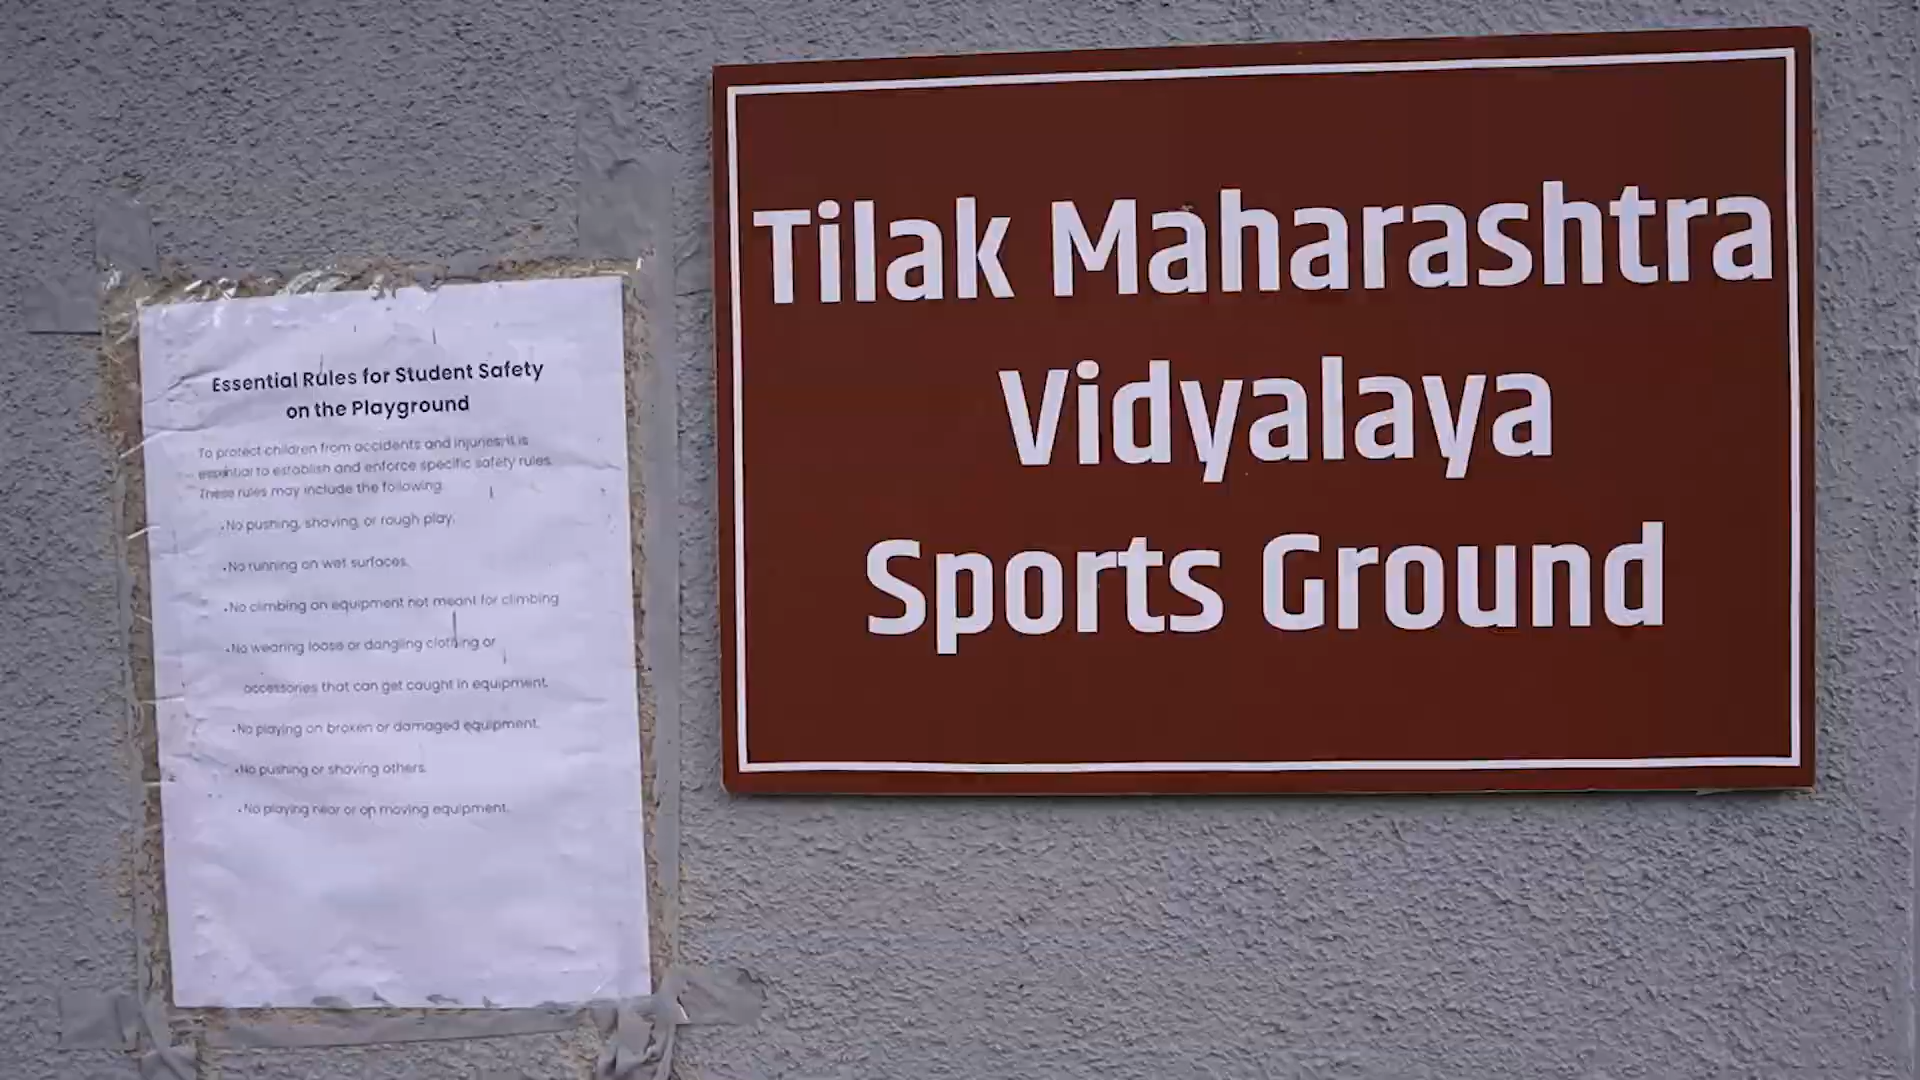 Essential Rules for Student Safety
on the Playground
To protect children from accidents and injuries, it is
essential to establish and enforce specific safety rules.
These rules may include the following:
• No pushing, shoving, or rough play.
• No running on wet surfaces.
• No climbing on equipment not meant for climbing
• No wearing loose or dangling clothing or
accessories that can get caught in equipment.
• No playing on broken or damaged equipment.
• No pushing or shoving others.
• No playing near or on moving equipment.
Tilak Maharashtra
Vidyalaya
Sports Ground